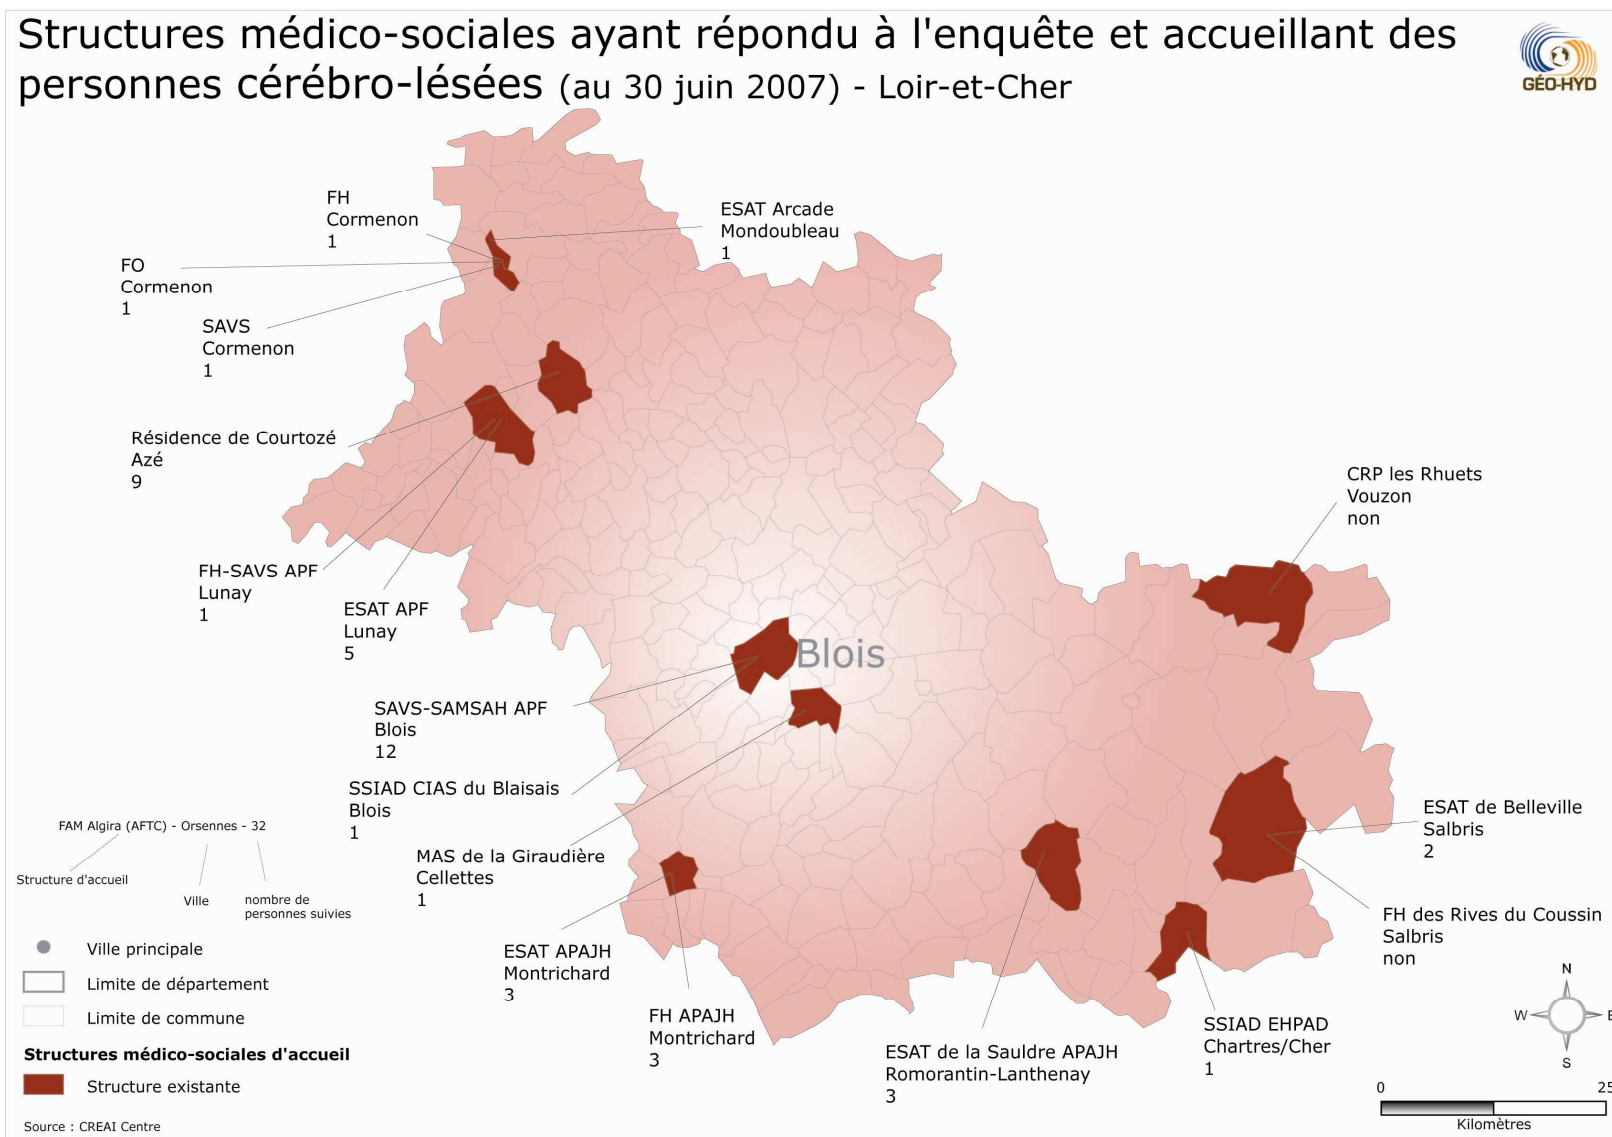 Structures médico-sociales ayant répondu à l'enquête et accueillant des
personnes cérébro-lésées (au 30 juin 2007) - Loir-et-Cher
GÉO-HYD
FH
Cormenon
1
ESAT Arcade
Mondoubleau
1
FO
Cormenon
1
SAVS
Cormenon
1
Résidence de Courtozé
Azé
9
CRP les Rhuets
Vouzon
non
FH-SAVS APF
Lunay
1
ESAT APF
Lunay
5
Blois
SAVS-SAMSAH APF
Blois
12
SSIAD CIAS du Blaisais
Blois
1
MAS de la Giraudière
Cellettes
1
ESAT de Belleville
Salbris
2
FH des Rives du Coussin
Salbris
non
ESAT APAJH
Montrichard
3
FH APAJH
Montrichard
3
ESAT de la Sauldre APAJH
Romorantin-Lanthenay
3
SSIAD EHPAD
Chartres/Cher
1
FAM Algira (AFTC) - Orsennes - 32
Structure d'accueil
Ville
nombre de
personnes suivies
Ville principale
Limite de département
Limite de commune
Structures médico-sociales d'accueil
Structure existante
Source : CREAI Centre
N
W
E
S
0
25
Kilomètres